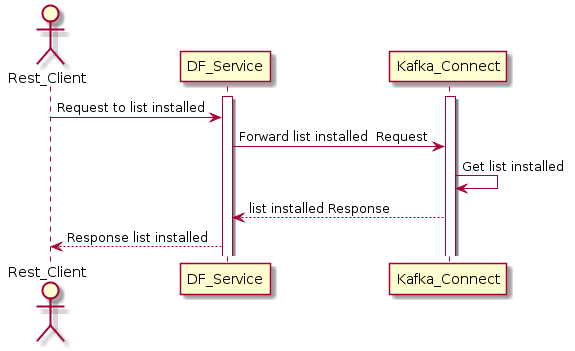 Rest_Client
DF_Service
Kafka_Connect
Request to list installed
Forward list installed  Request
Get list installed
list installed Response
Response list installed
Rest_Client
DF_Service
Kafka_Connect